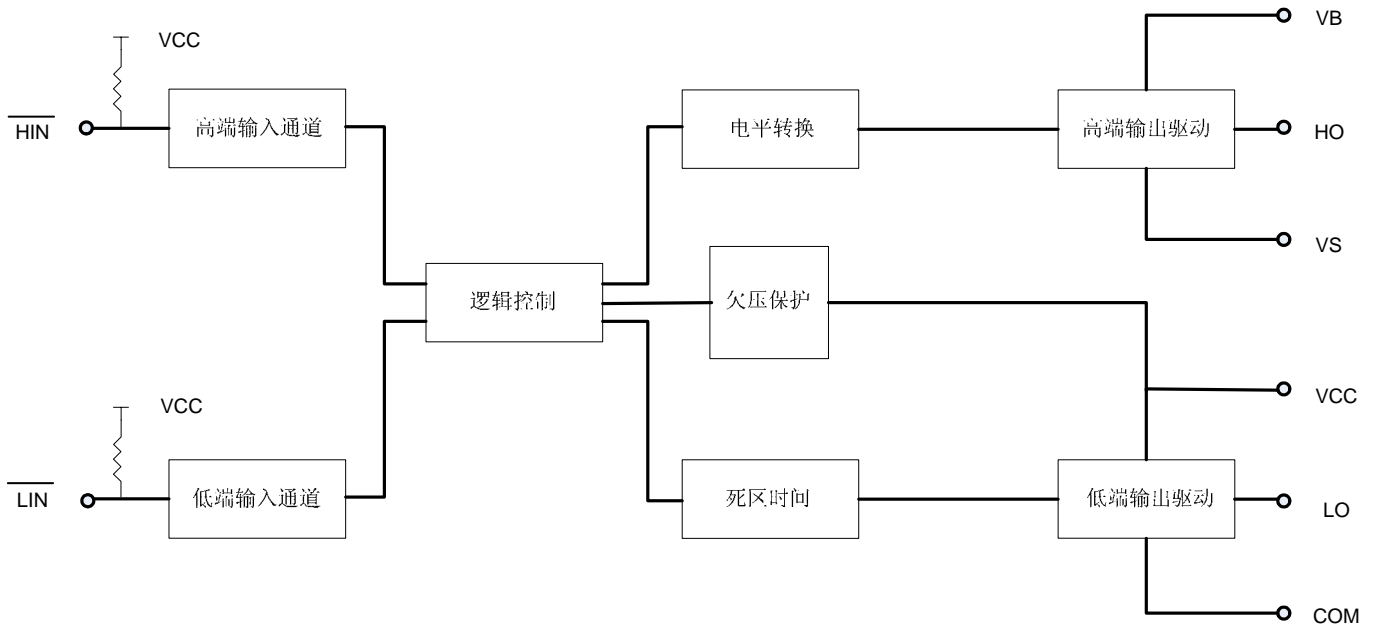 VB
VCC
HIN
高端输入通道
电平转换
高端输出驱动
HO
VS
逻辑控制
欠压保护
VCC
VCC
LIN
低端输入通道
死区时间
低端输出驱动
LO
COM